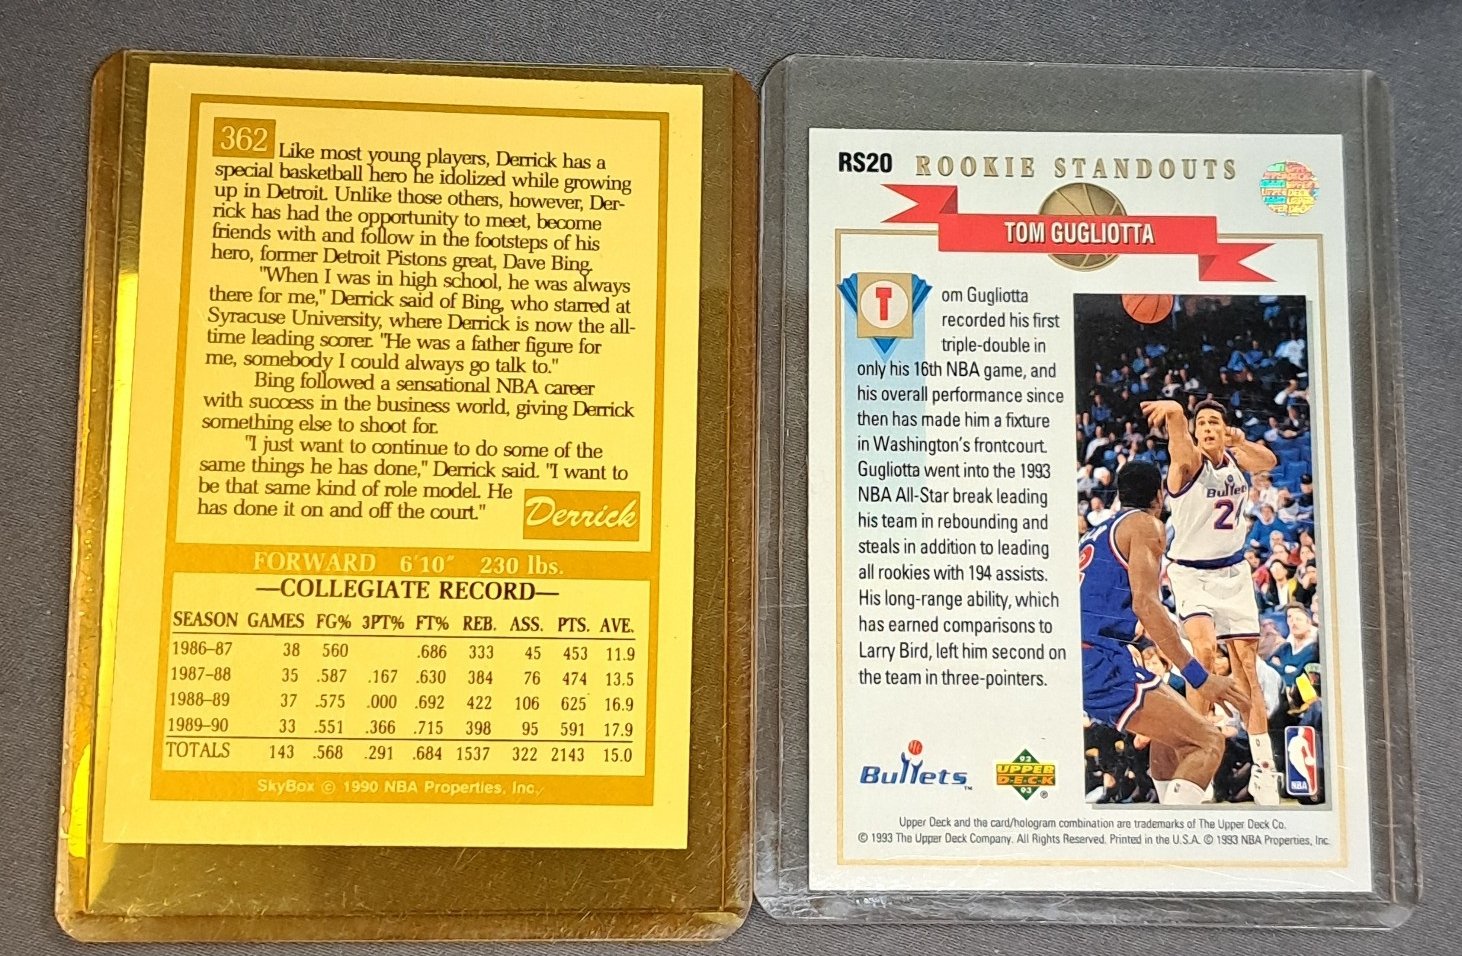 362
Like most young players, Derrick has a
special basketball hero he idolized while growing
up in Detroit. Unlike those others, however, Der-
rick has had the opportunity to meet, become
friends with and follow in the footsteps of his
hero, former Detroit Pistons great, Dave Bing.
"When I was in high school, he was always
there for me," Derrick said of Bing, who starred at
Syracuse University, where Derrick is now the all-
time leading scorer. "He was a father figure for
me, somebody I could always go talk to."
Bing followed a sensational NBA career
with success in the business world, giving Derrick
something else to shoot for.
"I just want to continue to do some of the
same things he has done," Derrick said. "I want to
be that same kind of role model. He
has done it on and off the court."
Derrick
FORWARD 6'10" 230 lbs.
—COLLEGIATE RECORD—
SEASON GAMES FG% 3PT% FT% REB. ASS. PTS. AVE.
1986–87 38 560 .686 333 45 453 11.9
1987–88 35 .587 .167 .630 384 76 474 13.5
1988–89 37 .575 .000 .692 422 106 625 16.9
1989–90 33 .551 .366 .715 398 95 591 17.9
TOTALS 143 .568 .291 .684 1537 322 2143 15.0
SkyBox © 1990 NBA Properties, Inc.
RS20 ROOKIE STANDOUTS
TOM GUGLIOTTA
T
om Gugliotta
recorded his first
triple-double in
only his 16th NBA game, and
his overall performance since
then has made him a fixture
in Washington's frontcourt.
Gugliotta went into the 1993
NBA All-Star break leading
his team in rebounding and
steals in addition to leading
all rookies with 194 assists.
His long-range ability, which
has earned comparisons to
Larry Bird, left him second on
the team in three-pointers.
Bullets
2
Bullets™
92
UPPER
D·E·C·K
93 ®
NBA
Upper Deck and the card/hologram combination are trademarks of The Upper Deck Co.
© 1993 The Upper Deck Company. All Rights Reserved. Printed in the U.S.A. © 1993 NBA Properties, Inc.